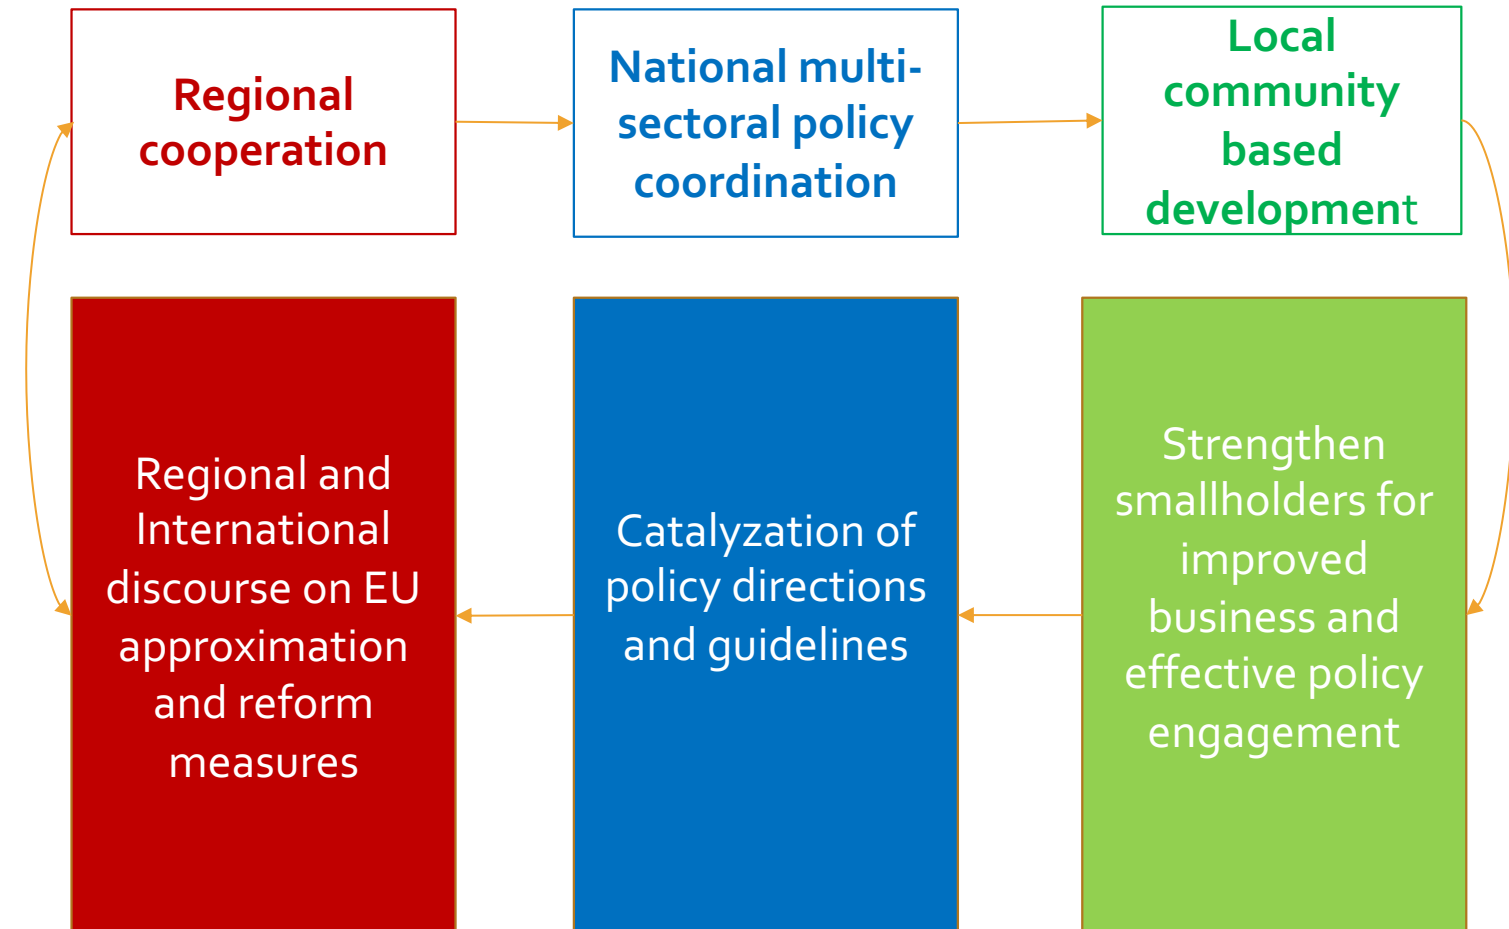 Regional
cooperation
National multi-
sectoral policy
coordination
Local
community
based
development
Regional and
International
discourse on EU
approximation
and reform
measures
Catalyzation of
policy directions
and guidelines
Strengthen
smallholders for
improved
business and
effective policy
engagement